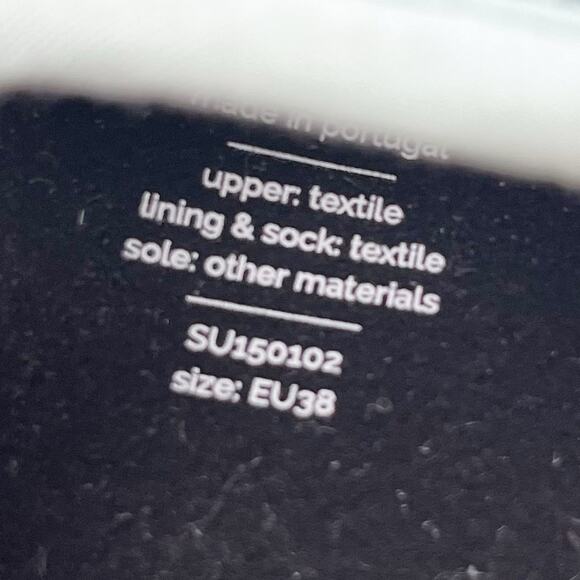 made in portugal
upper: textile
lining & sock: textile
sole: other materials
SU150102
size: EU38